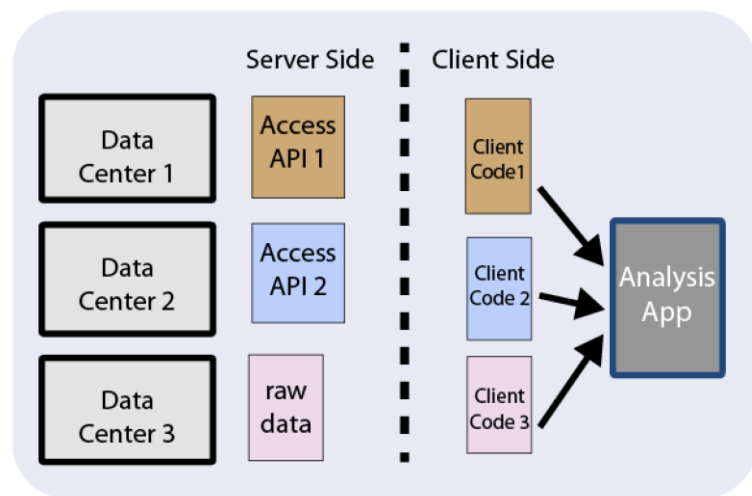 Server Side
Client Side
Data
Center 1
Access
API 1
Client
Code1
Data
Center 2
Access
API 2
Client
Code 2
Analysis
App
Data
Center 3
raw
data
Client
Code 3